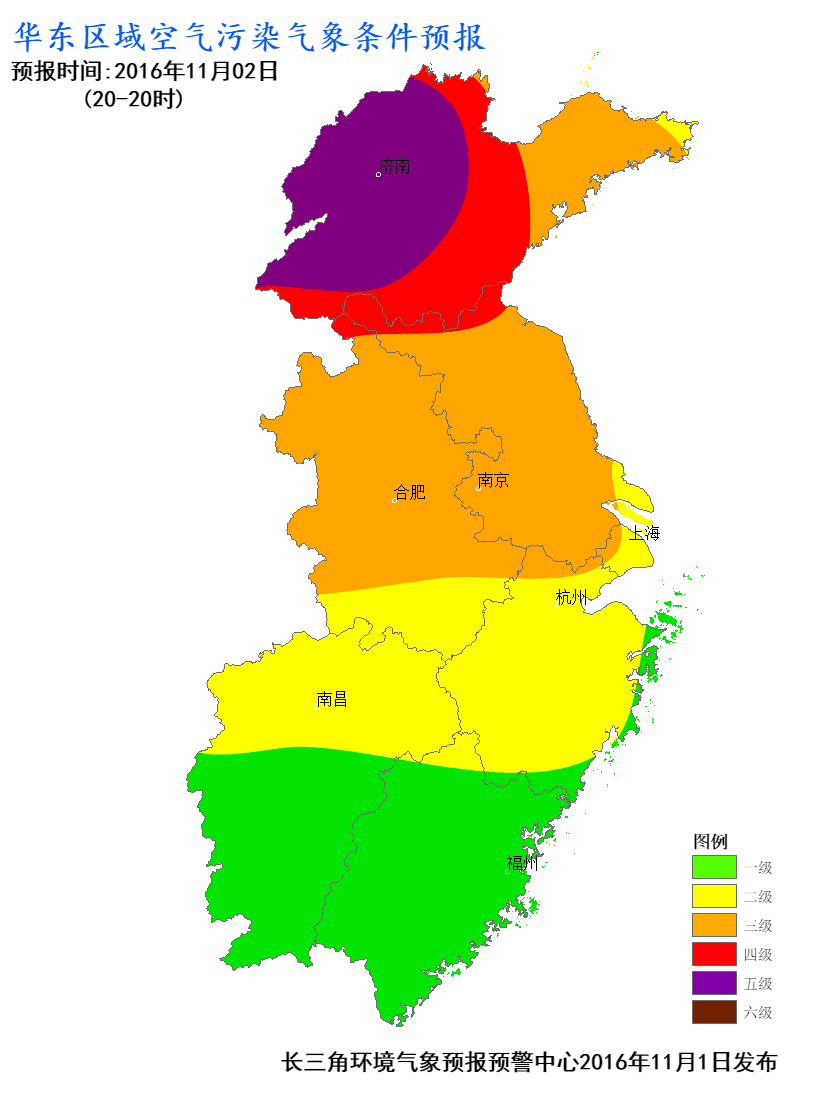 华东区域空气污染气象条件预报
预报时间:2016年11月02日
(20-20时)
济南
合肥
南京
上海
杭州
南昌
福州
图例
一级
二级
三级
四级
五级
六级
长三角环境气象预报预警中心2016年11月1日发布